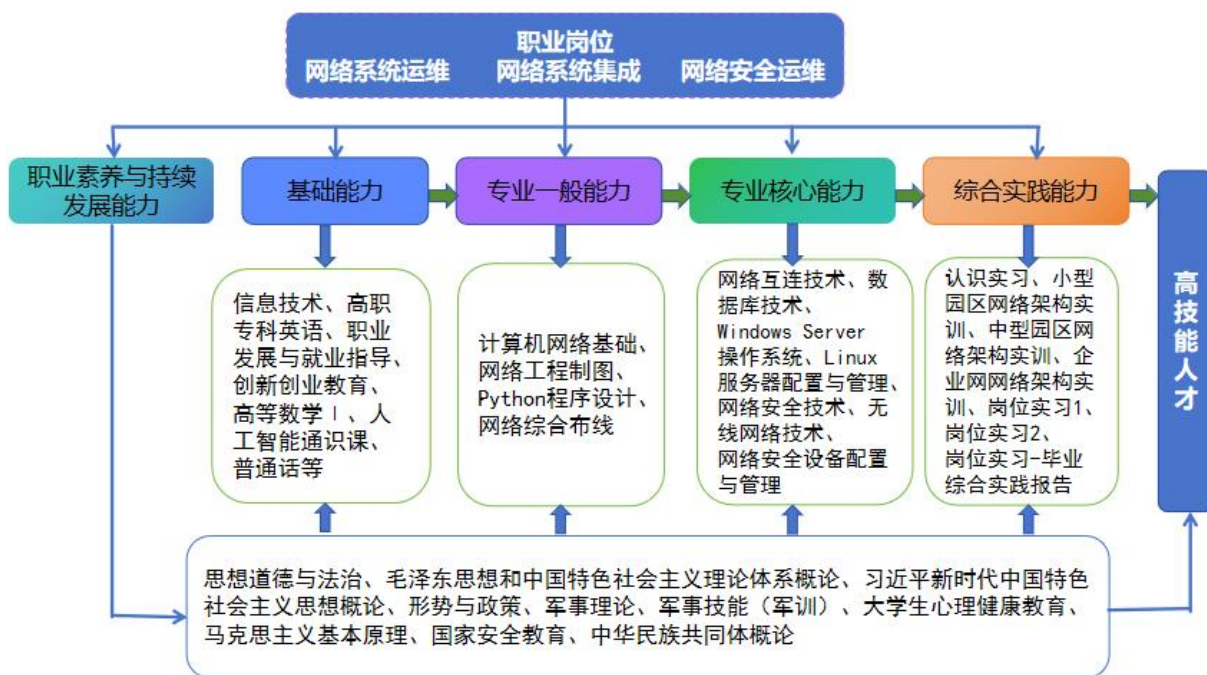 职业岗位
网络系统运维 网络系统集成 网络安全运维
职业素养与持续
发展能力
基础能力
专业一般能力
专业核心能力
综合实践能力
高技能人才
信息技术、高职
专科英语、职业
发展与就业指导、
创新创业教育、
高等数学Ⅰ、人
工智能通识课、
普通话等
计算机网络基础、
网络工程制图、
Python程序设计、
网络综合布线
网络互连技术、数
据库技术、
Windows Server
操作系统、Linux
服务器配置与管理、
网络安全技术、无
线网络技术、
网络安全设备配置
与管理
认识实习、小型
园区网络架构实
训、中型园区网
络架构实训、企
业网网络架构实
训、岗位实习1、
岗位实习2、
岗位实习-毕业
综合实践报告
思想道德与法治、毛泽东思想和中国特色社会主义理论体系概论、习近平新时代中国特色
社会主义思想概论、形势与政策、军事理论、军事技能（军训）、大学生心理健康教育、
马克思主义基本原理、国家安全教育、中华民族共同体概论